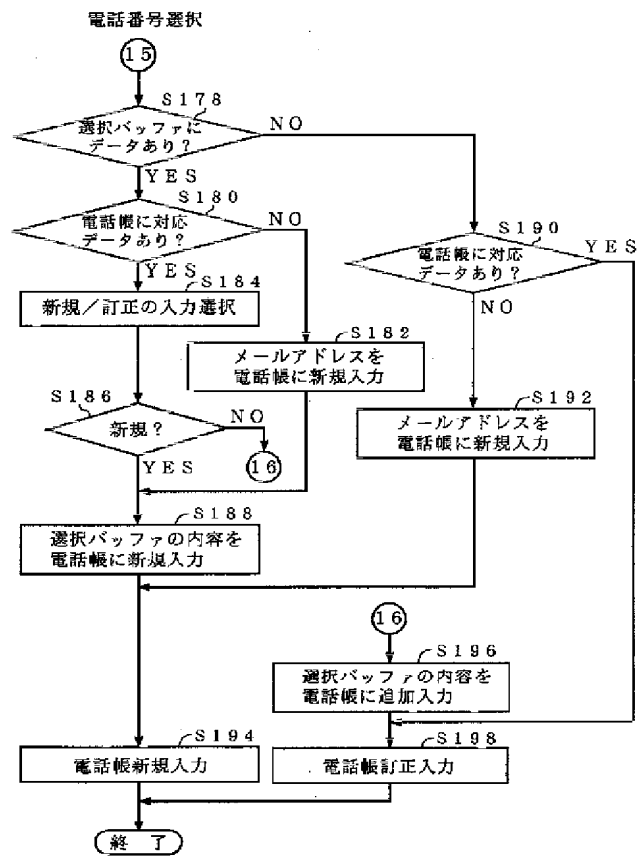 電話番号選択
15
S178
選択バッファに
データあり？
NO
YES
S180
電話帳に対応
データあり？
NO
YES
S190
電話帳に対応
データあり？
YES
NO
S184
新規／訂正の入力選択
S182
メールアドレスを
電話帳に新規入力
S186
新規？
NO
16
YES
S192
メールアドレスを
電話帳に新規入力
S188
選択バッファの内容を
電話帳に新規入力
16
S196
選択バッファの内容を
電話帳に追加入力
S194
電話帳新規入力
S198
電話帳訂正入力
終 了